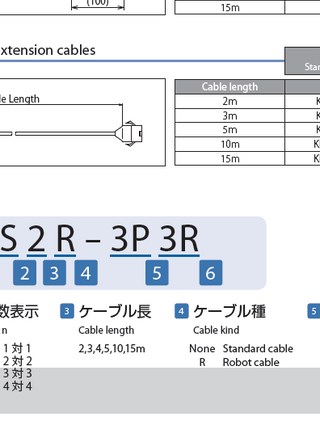 (100)
15m
xtension cables
Star
Cable length
e Length
2m K
3m K
5m K
10m K
15m K
S 2 R – 3P 3R
2 3 4 5 6
数表示 3 ケーブル長 4 ケーブル種 5
n Cable length Cable kind
1 対 1 2,3,4,5,10,15m None Standard cable
2 対 2 R Robot cable
3 対 3
4 対 4